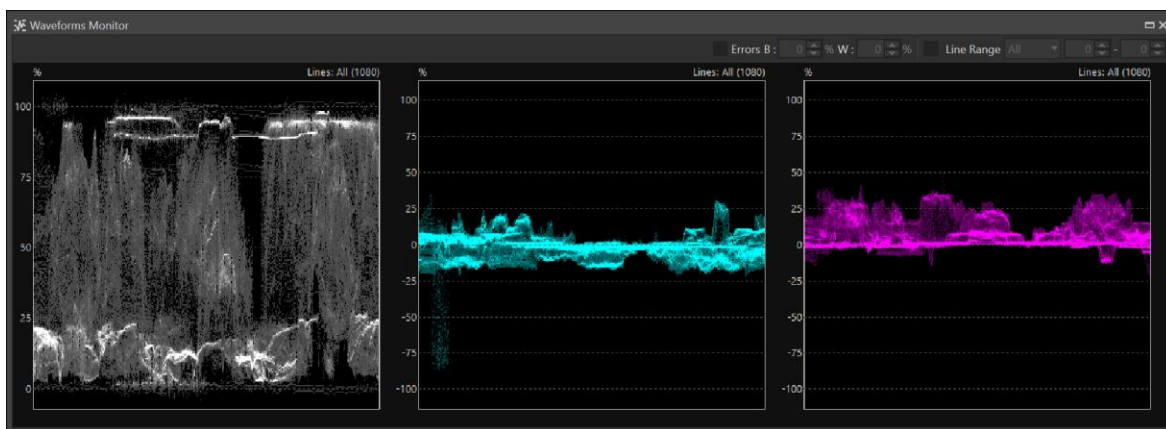 Waveforms Monitor
Errors B : 0 % W : 0 % Line Range All 0 - 0
% Lines: All (1080) % Lines: All (1080) % Lines: All (1080)
100 100 100
75 75 75
50 50 50
25 25 25
0 0 0
-25 -25
-50 -50
-75 -75
-100 -100